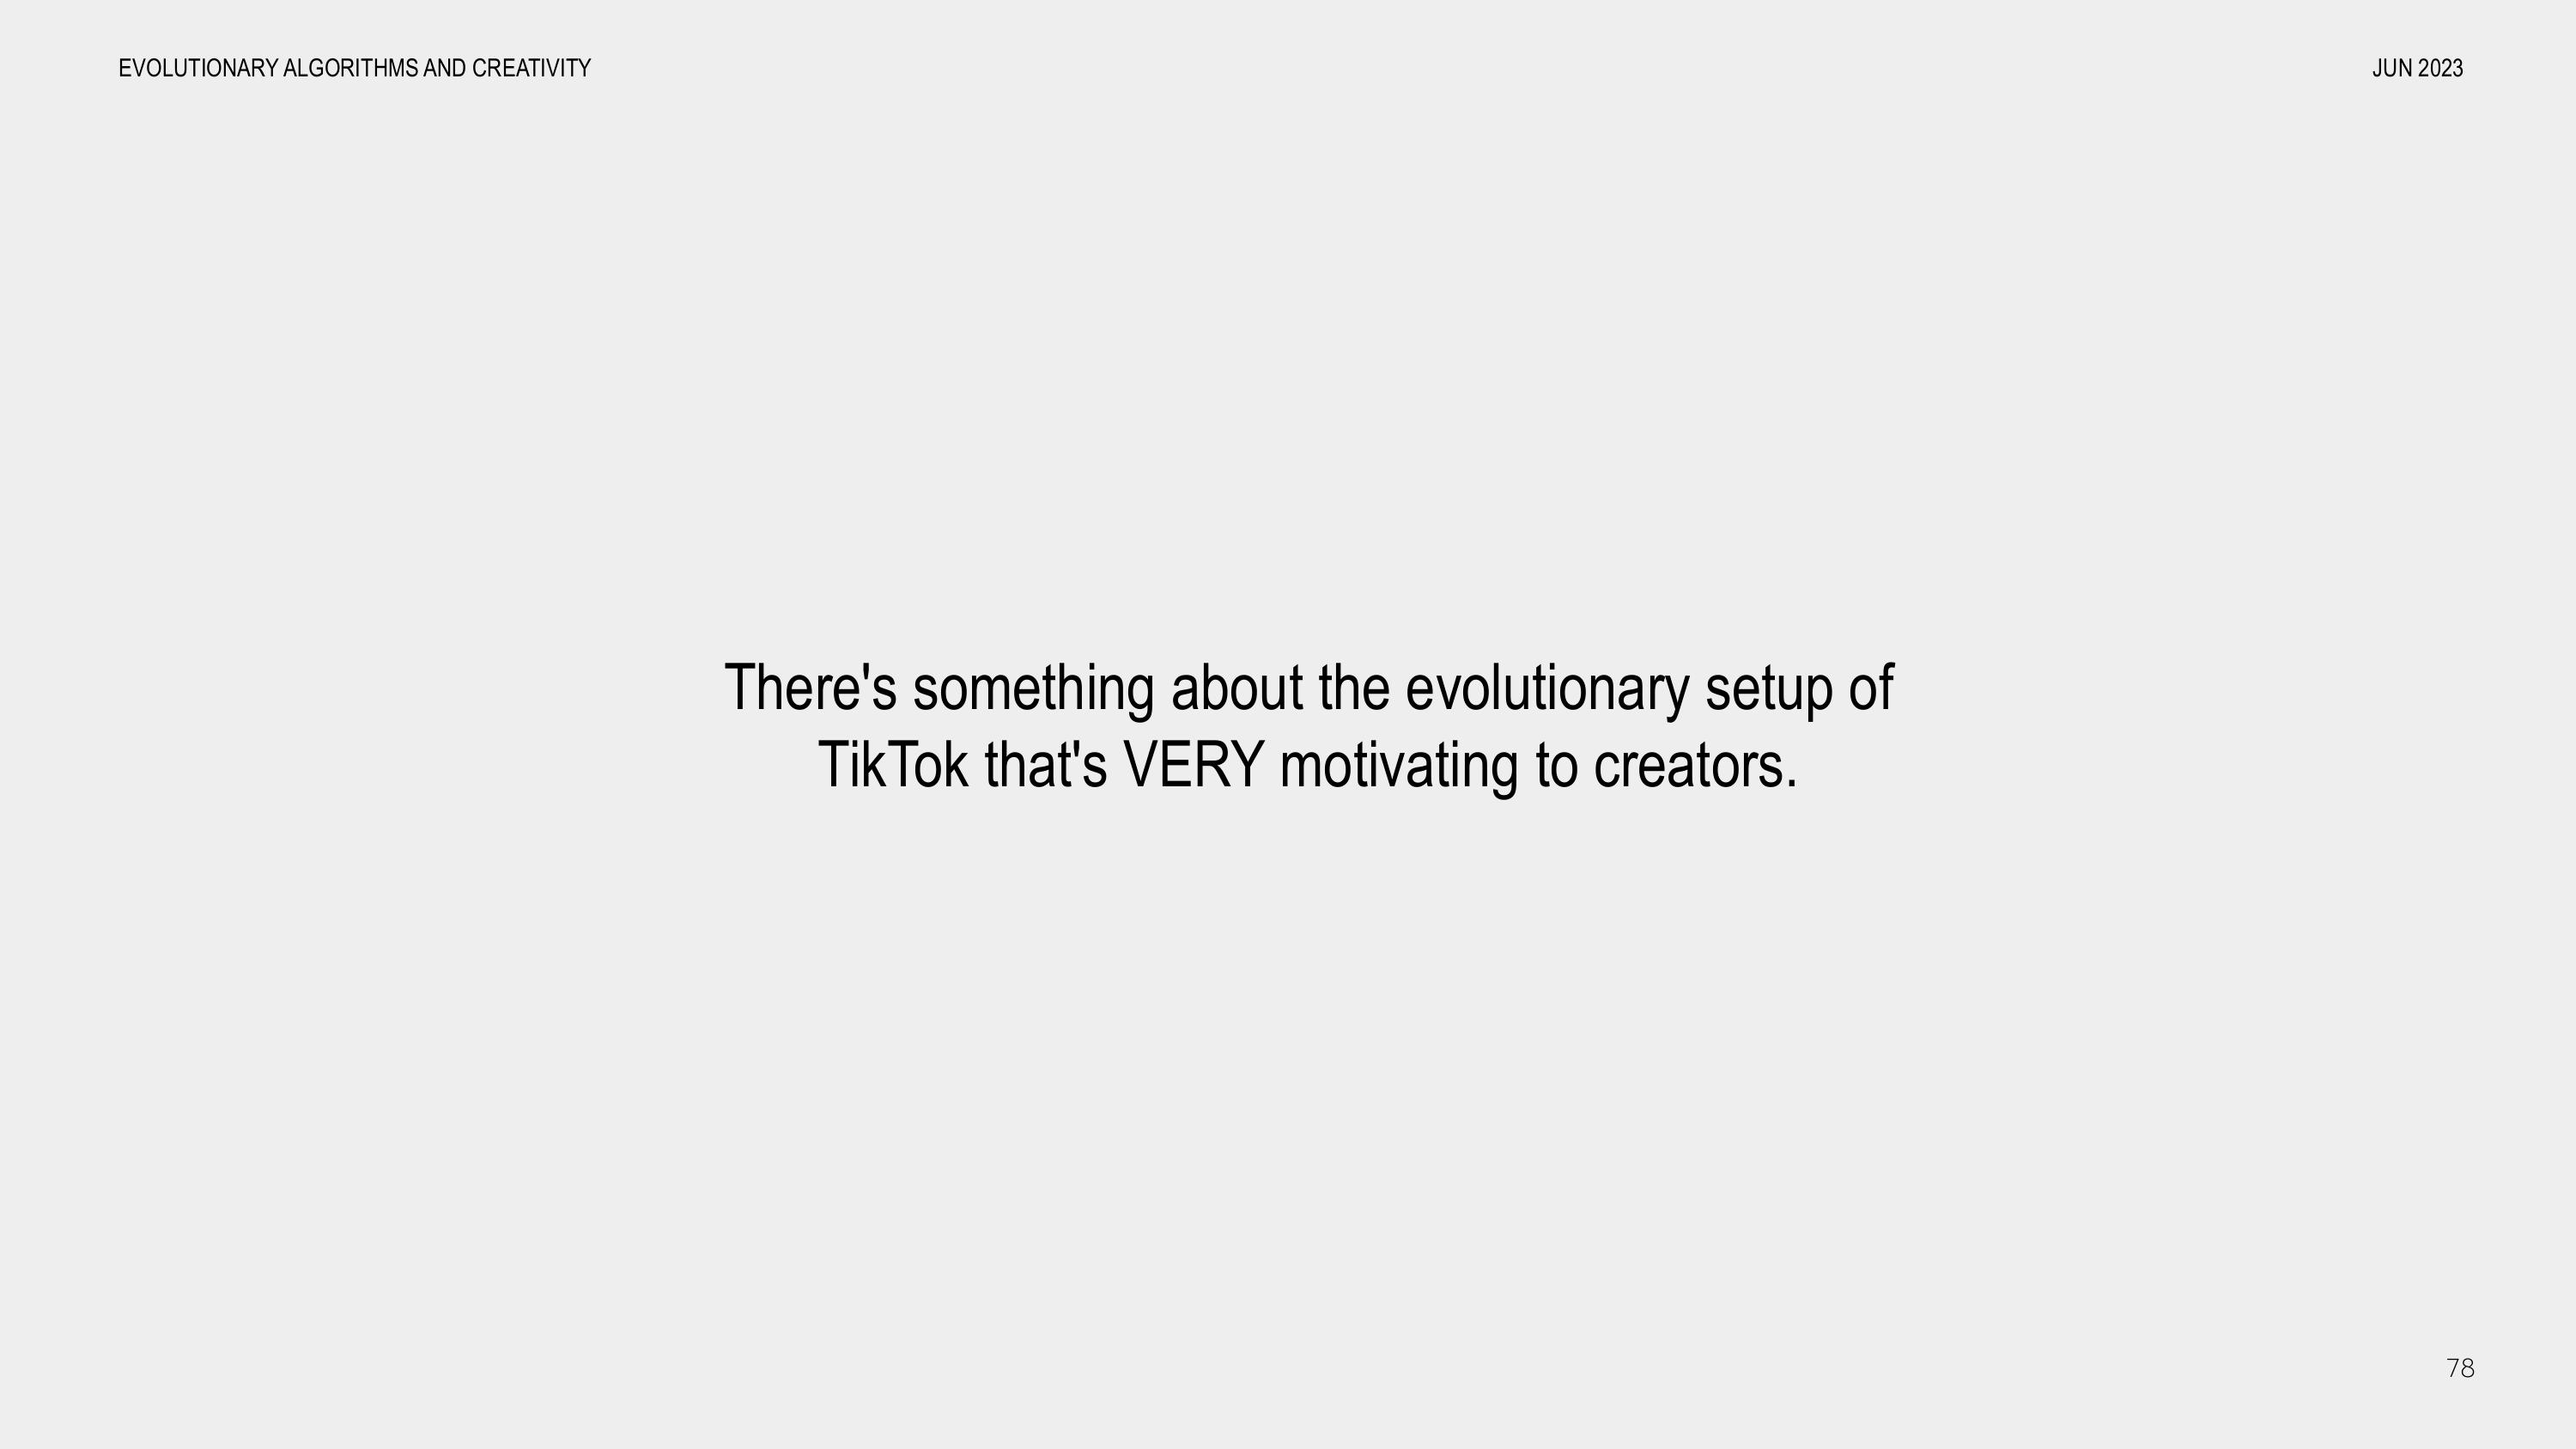 EVOLUTIONARY ALGORITHMS AND CREATIVITY
JUN 2023
There's something about the evolutionary setup of
TikTok that's VERY motivating to creators.
78